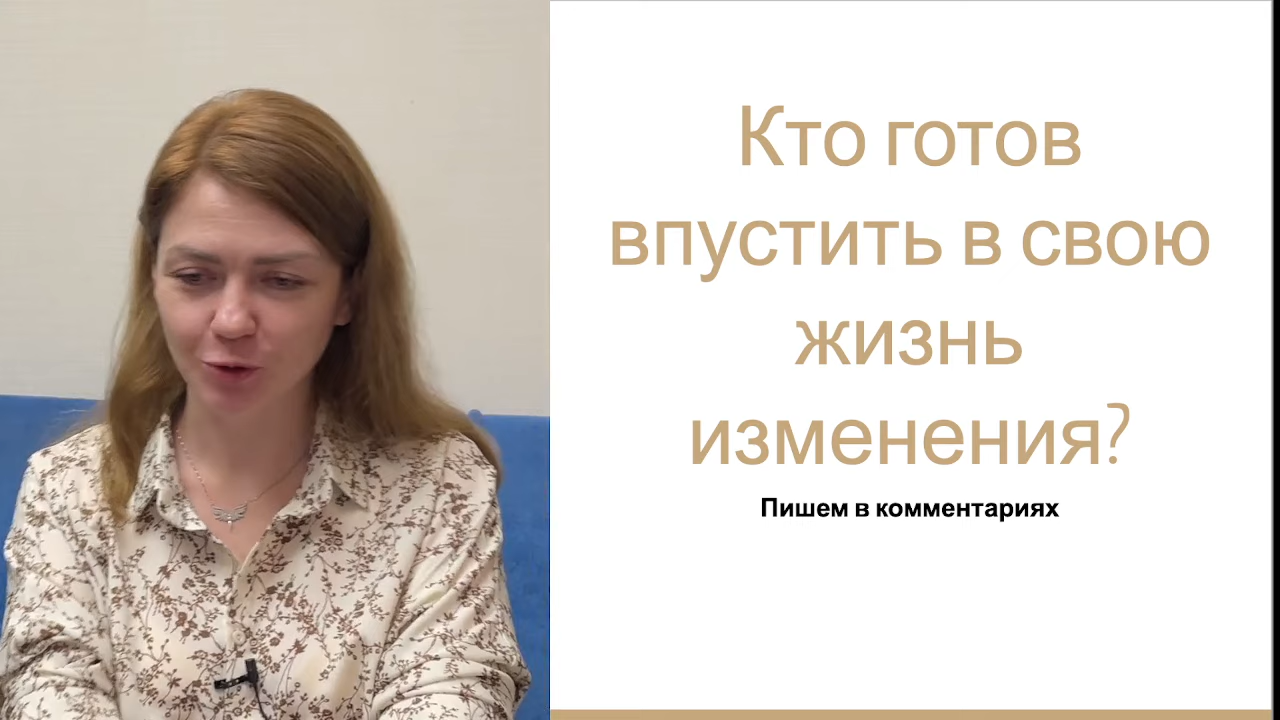 Кто готов
впустить в свою
жизнь
изменения?
Пишем в комментариях